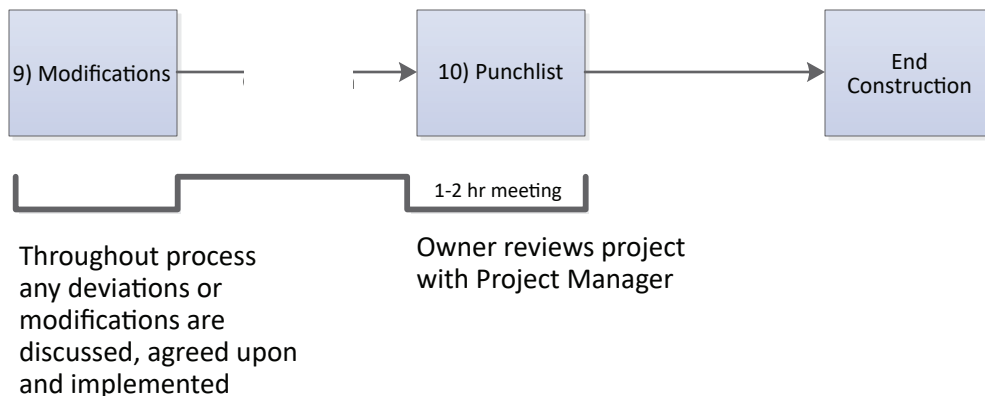 9) Modifications
10) Punchlist
End
Construction
1-2 hr meeting
Throughout process
any deviations or
modifications are
discussed, agreed upon
and implemented
Owner reviews project
with Project Manager